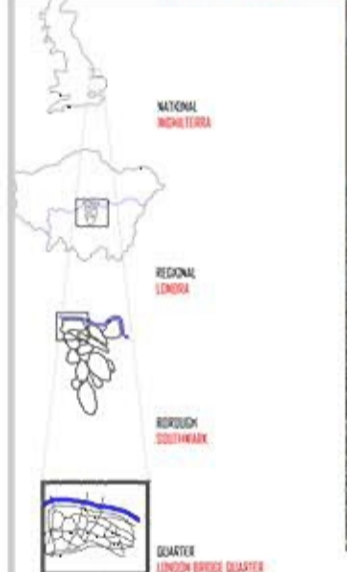 NATIONAL
INGHILTERRA
REGIONAL
LONDRA
BOROUGH
SOUTHWARK
QUARTER
LONDON BRIDGE QUARTER